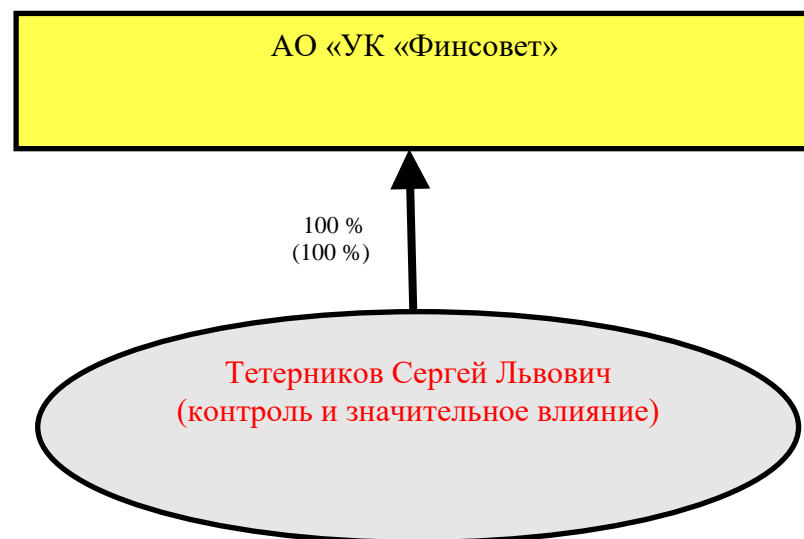 АО «УК «Финсовет»
100 %
(100 %)
Тетерников Сергей Львович
(контроль и значительное влияние)